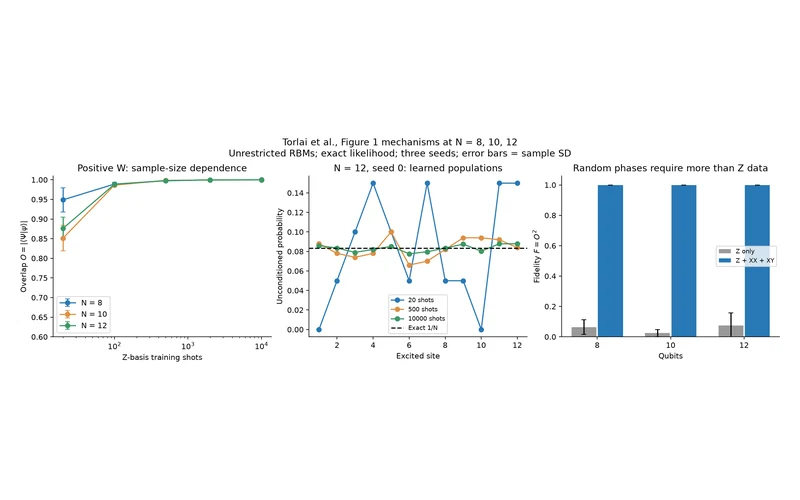 Torlai et al., Figure 1 mechanisms at N = 8, 10, 12
Unrestricted RBMs; exact likelihood; three seeds; error bars = sample SD
Positive W: sample-size dependence
Overlap O = |⟨Ψ|ψ⟩|
1.00
0.95
0.90
0.85
0.80
0.75
0.70
0.65
0.60
N = 8
N = 10
N = 12
10²
10³
10⁴
Z-basis training shots
N = 12, seed 0: learned populations
Unconditioned probability
0.14
0.12
0.10
0.08
0.06
0.04
0.02
0.00
20 shots
500 shots
10000 shots
Exact 1/N
2
4
6
8
10
12
Excited site
Random phases require more than Z data
Fidelity F = O²
1.0
0.8
0.6
0.4
0.2
0.0
Z only
Z + XX + XY
8
10
12
Qubits